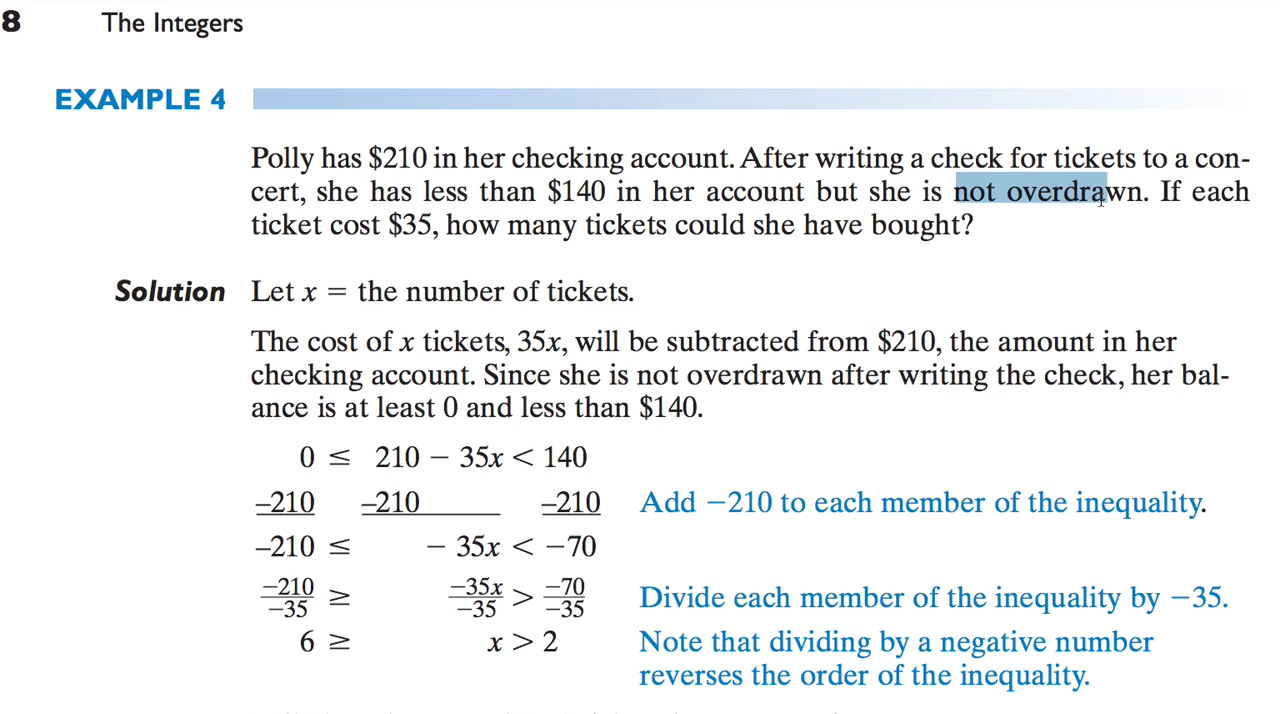 8 The Integers
EXAMPLE 4
Polly has $210 in her checking account. After writing a check for tickets to a con-
cert, she has less than $140 in her account but she is not overdrawn. If each
ticket cost $35, how many tickets could she have bought?
Solution Let x = the number of tickets.
The cost of x tickets, 35x, will be subtracted from $210, the amount in her
checking account. Since she is not overdrawn after writing the check, her bal-
ance is at least 0 and less than $140.
0 ≤ 210 − 35x < 140
–210 –210 –210 Add −210 to each member of the inequality.
–210 ≤ − 35x < −70
−210/−35 ≥ −35x/−35 > −70/−35 Divide each member of the inequality by −35.
6 ≥ x > 2 Note that dividing by a negative number
reverses the order of the inequality.